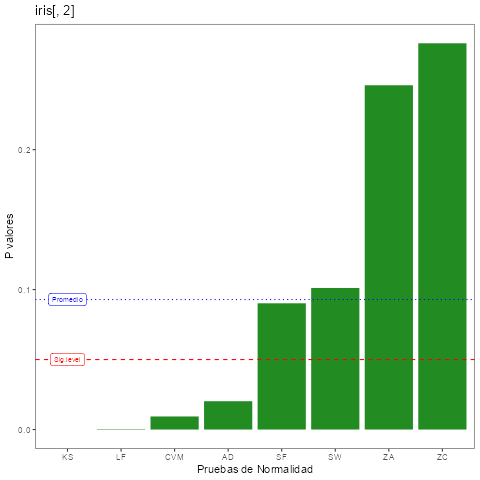 iris[, 2]
P valores
0.2
0.1
0.0
Promedio
Sig.level
KS LF CVM AD SF SW ZA ZC
Pruebas de Normalidad